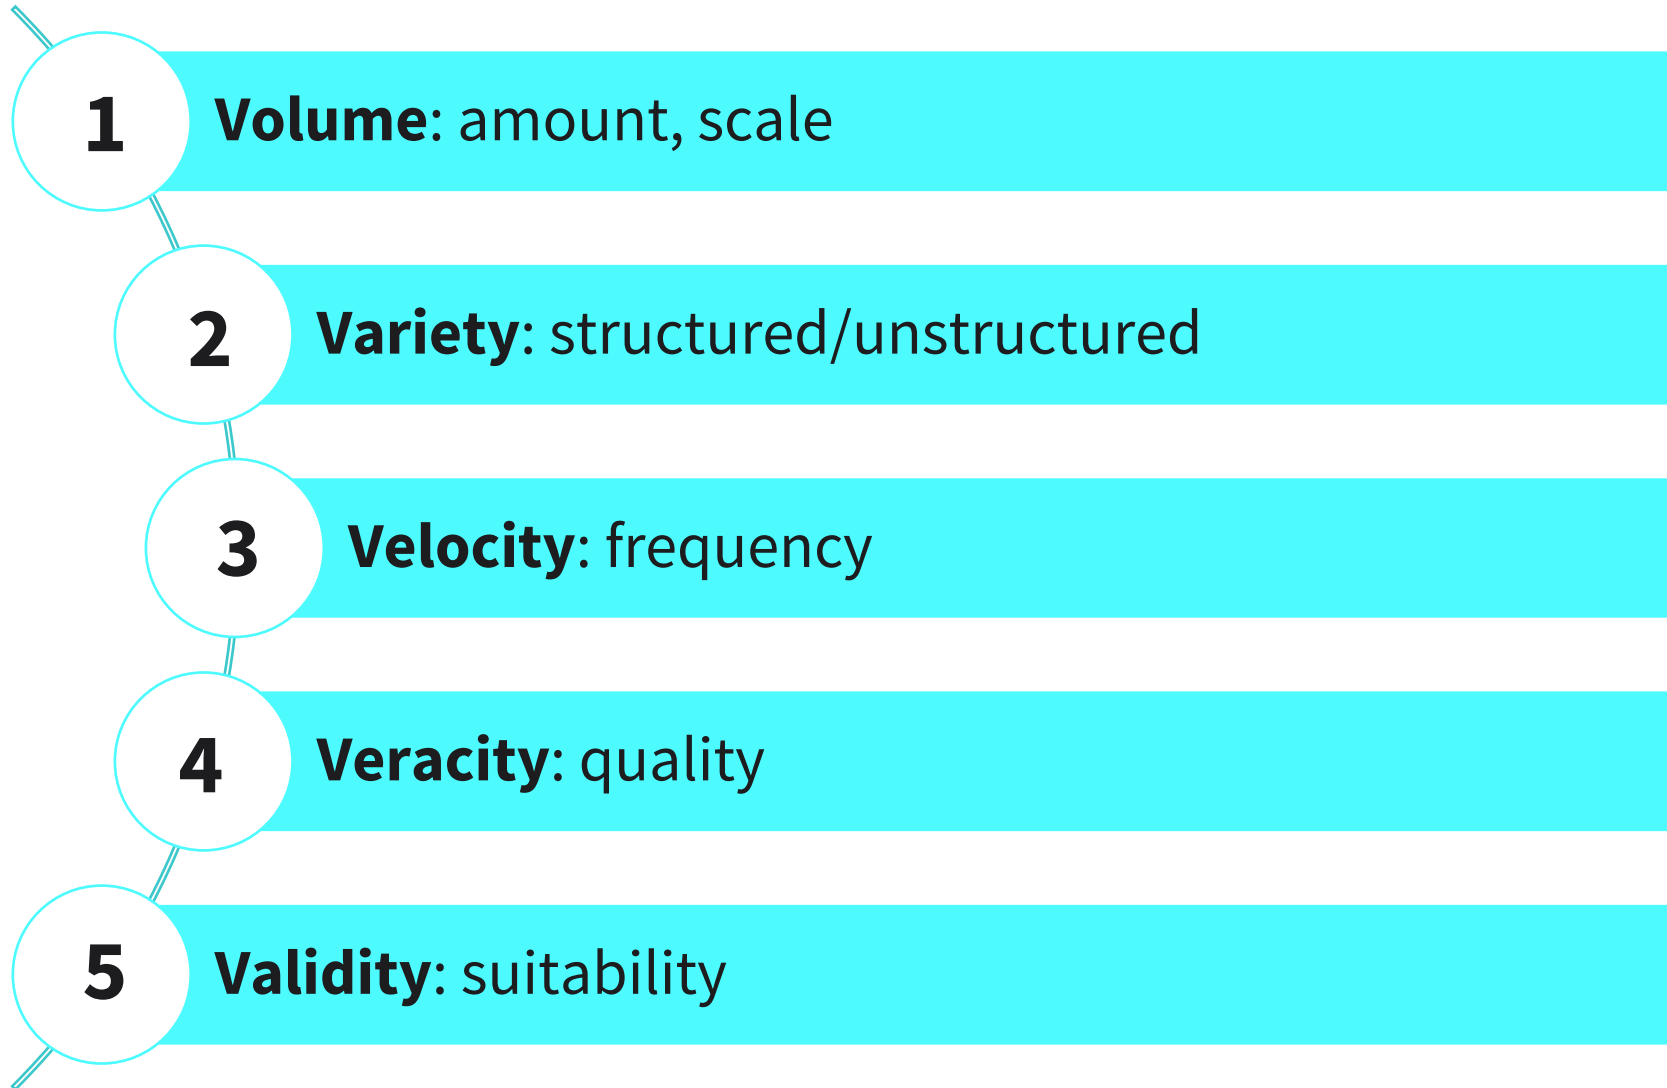 1
Volume: amount, scale
2
Variety: structured/unstructured
3
Velocity: frequency
4
Veracity: quality
5
Validity: suitability